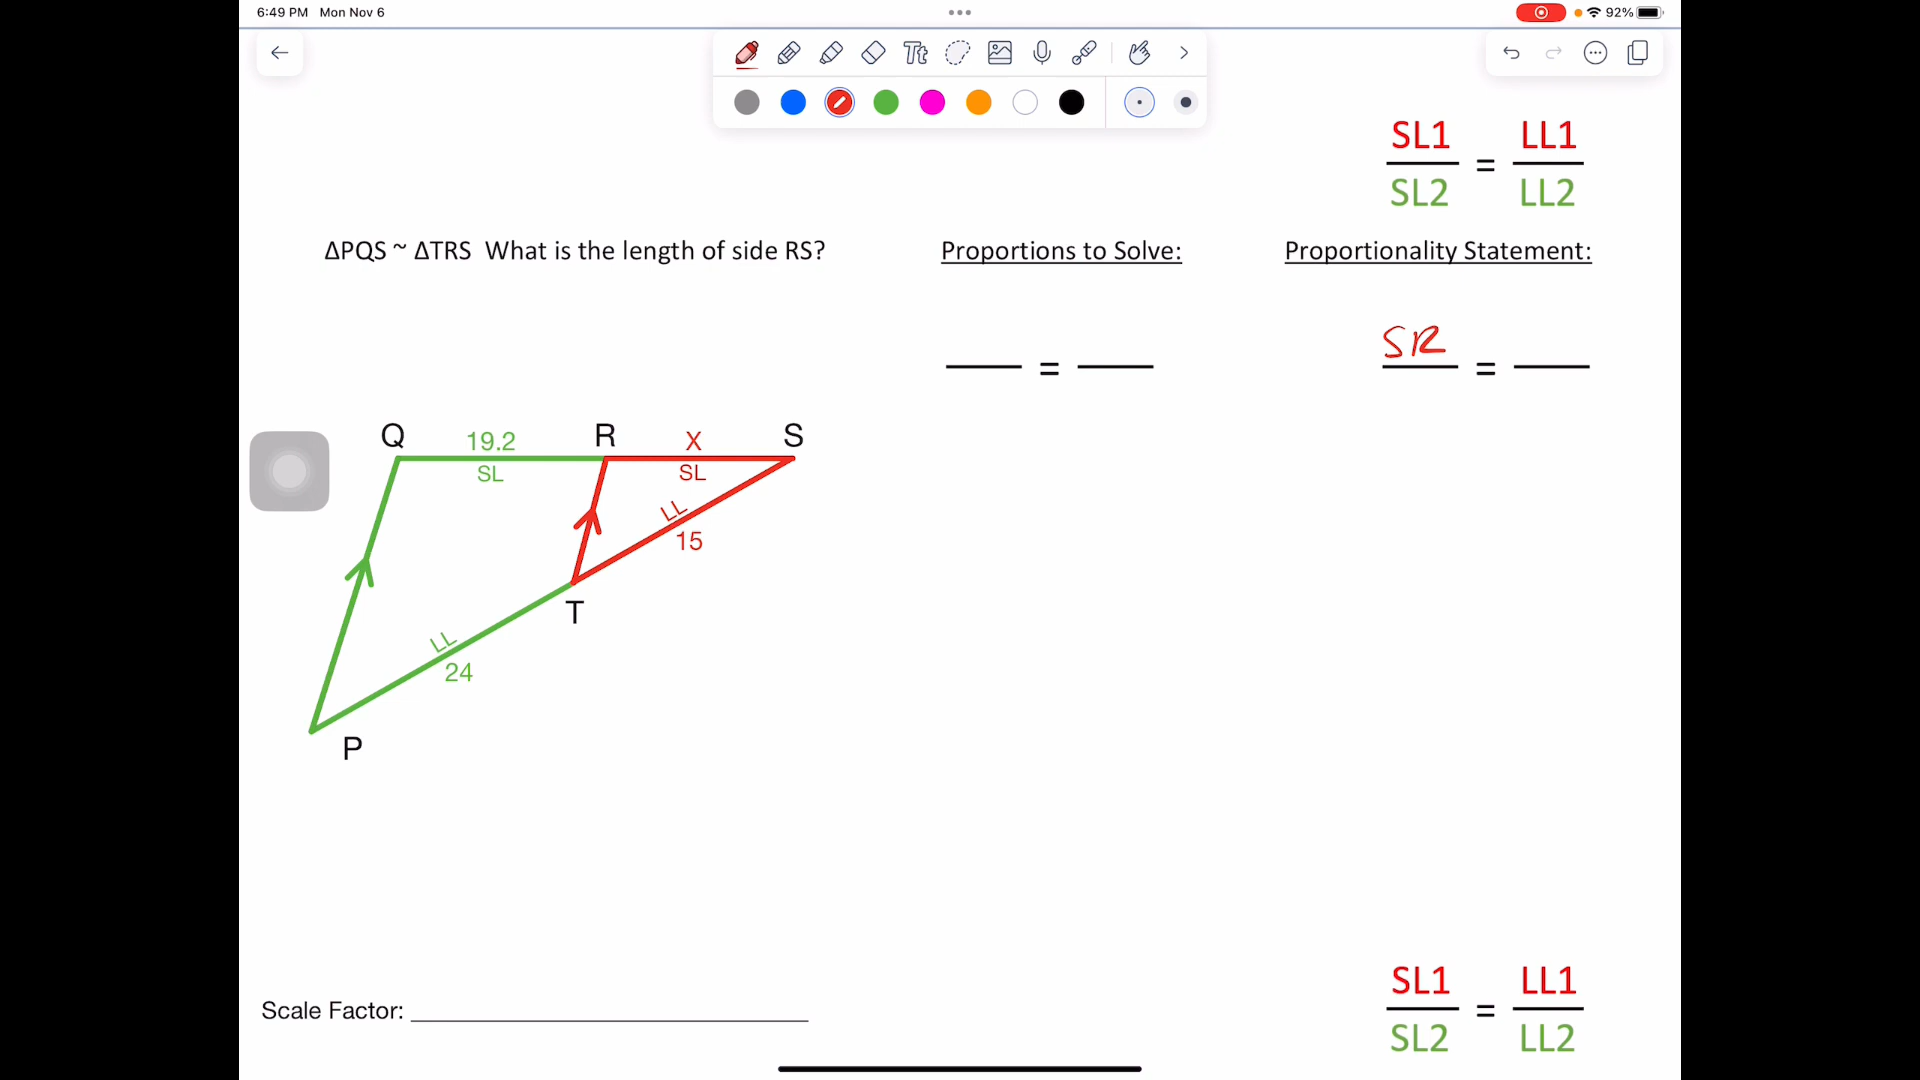 6:49 PM Mon Nov 6
92%
Tt
SL1 = LL1
SL2 LL2
ΔPQS ~ ΔTRS What is the length of side RS?
Proportions to Solve:
Proportionality Statement:
SR
=
=
Q 19.2 R X S
SL SL
LL
15
T
LL
24
P
Scale Factor: ____________________
SL1 = LL1
SL2 LL2